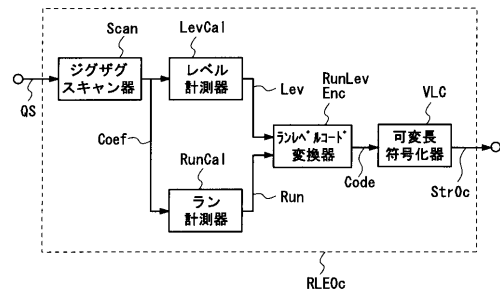 Scan
LevCal
ジグザグ
スキャン器
レベル
計測器
QS
Lev
RunLev
Enc
VLC
Coef
ランレベルコード
変換器
可変長
符号化器
RunCal
Code
StrOc
ラン
計測器
Run
RLEOc